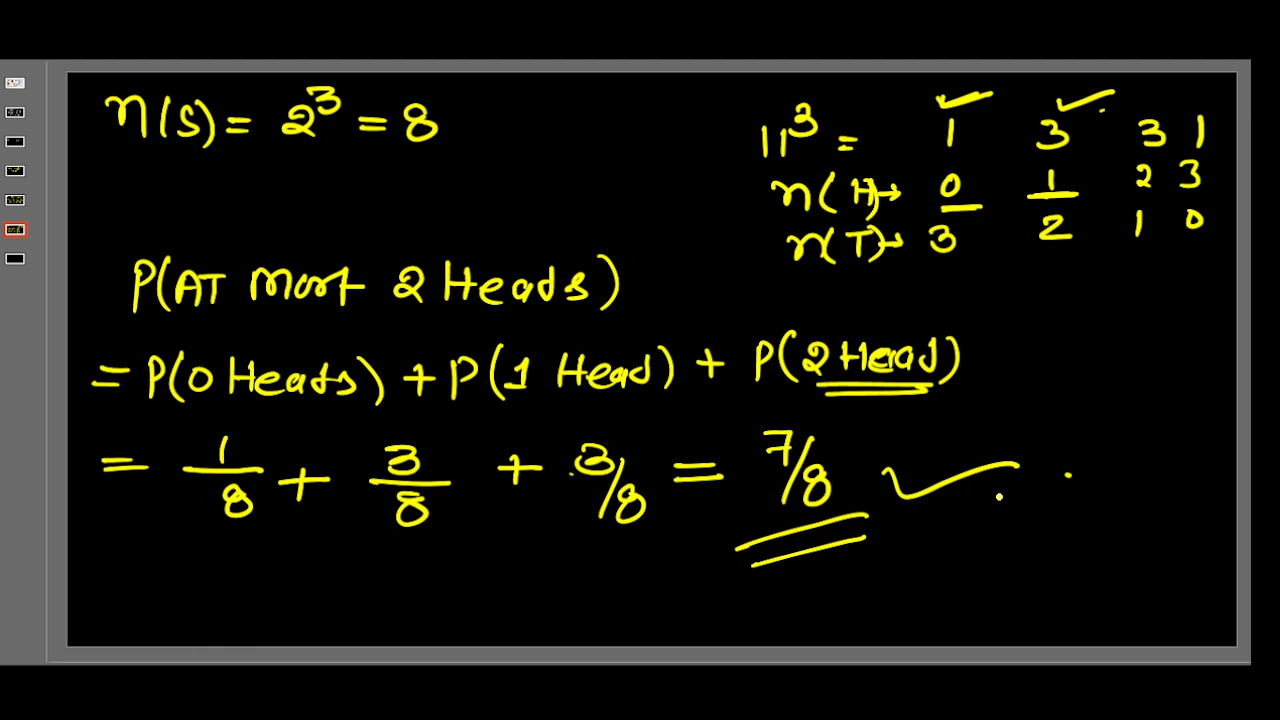 n(S) = 2³ = 8
11³ = 1 3 3 1
n(H)→ 0 1 2 3
n(T)→ 3 2 1 0
P(AT Most 2 Heads)
= P(0 Heads) + P(1 Head) + P(2 Head)
= 1/8 + 3/8 + 3/8 = 7/8